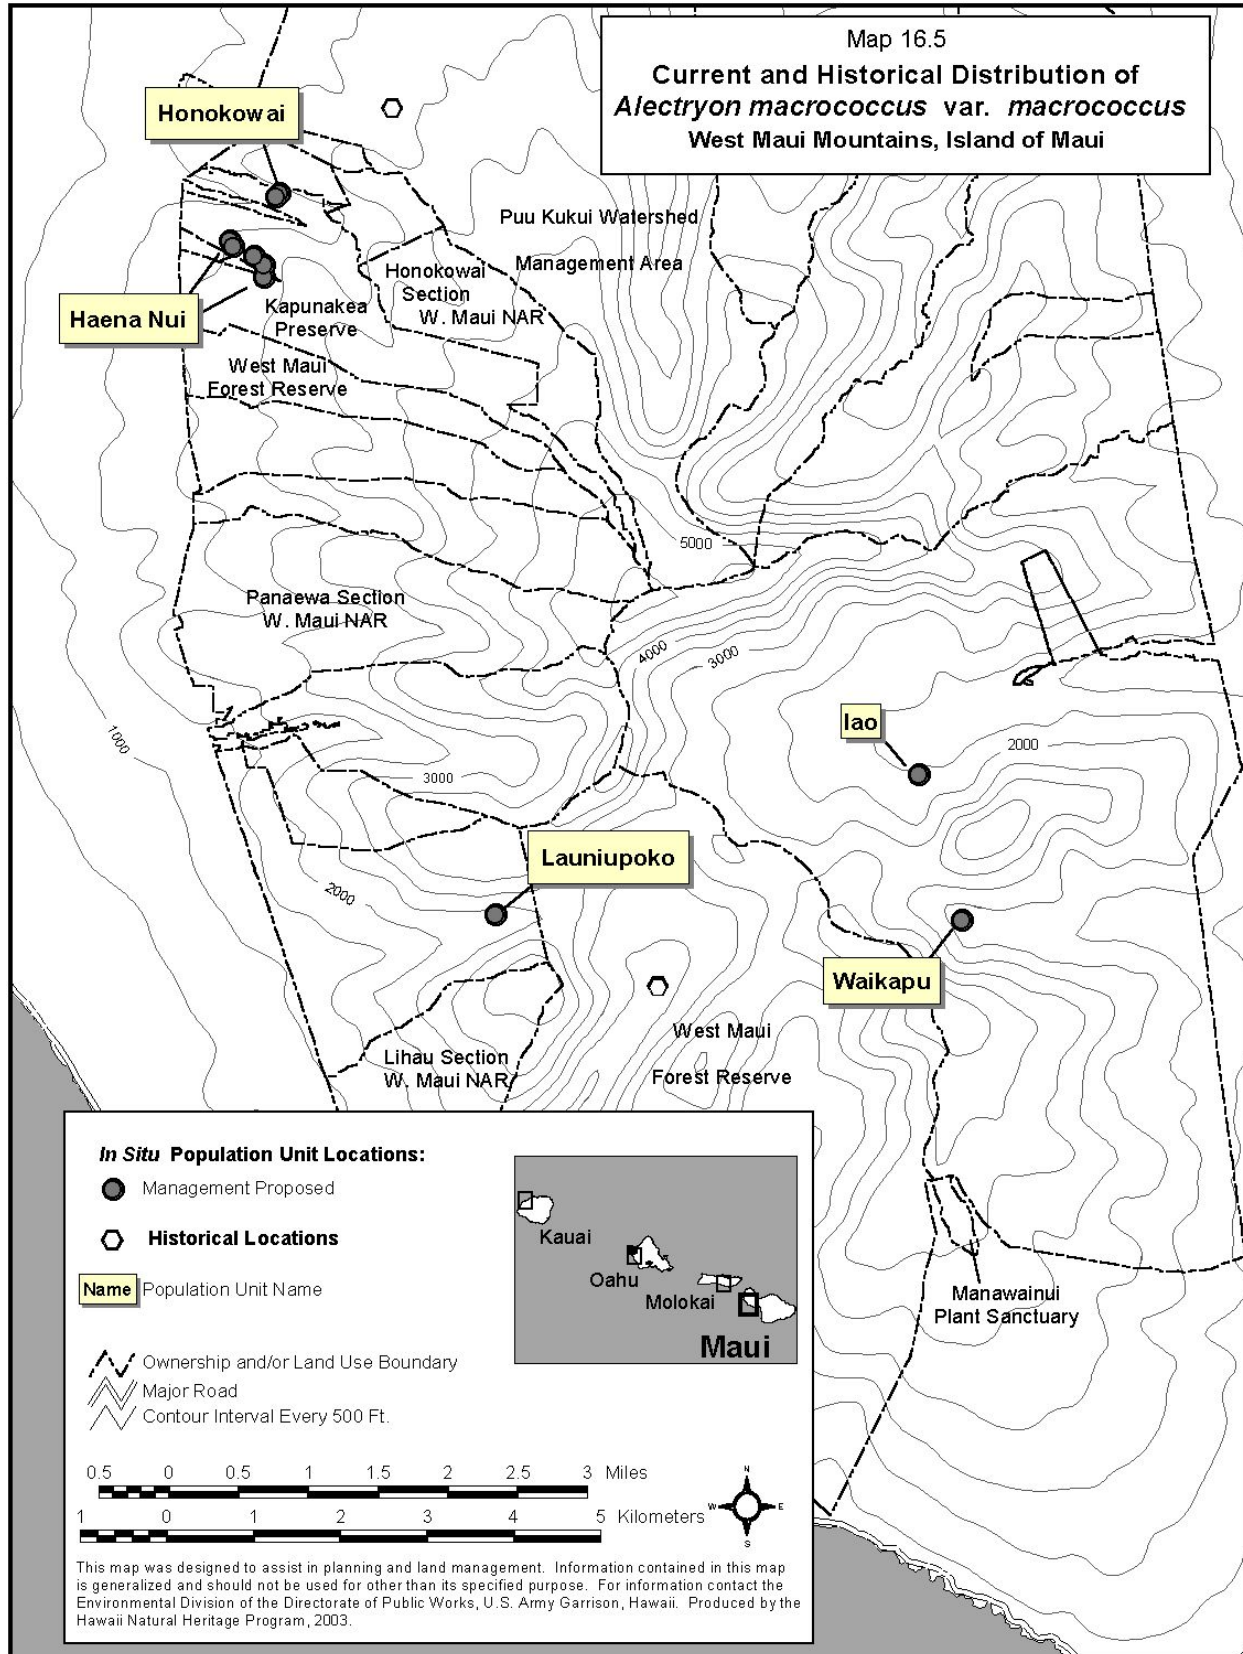 Map 16.5
Current and Historical Distribution of
Alectryon macrococcus var. macrococcus
West Maui Mountains, Island of Maui
Honokowai
Puu Kukui Watershed
Management Area
Honokowai
Section
W. Maui NAR
Haena Nui
Kapunakea
Preserve
West Maui
Forest Reserve
5000
Panaewa Section
W. Maui NAR
4000
3000
1000
Iao
2000
3000
Launiupoko
2000
Waikapu
West Maui
Forest Reserve
Lihau Section
W. Maui NAR
Manawainui
Plant Sanctuary
In Situ Population Unit Locations:
Management Proposed
Historical Locations
Name Population Unit Name
Ownership and/or Land Use Boundary
Major Road
Contour Interval Every 500 Ft.
Kauai
Oahu
Molokai
Maui
0.5 0 0.5 1 1.5 2 2.5 3 Miles
1 0 1 2 3 4 5 Kilometers
N
W E
S
This map was designed to assist in planning and land management. Information contained in this map
is generalized and should not be used for other than its specified purpose. For information contact the
Environmental Division of the Directorate of Public Works, U.S. Army Garrison, Hawaii. Produced by the
Hawaii Natural Heritage Program, 2003.